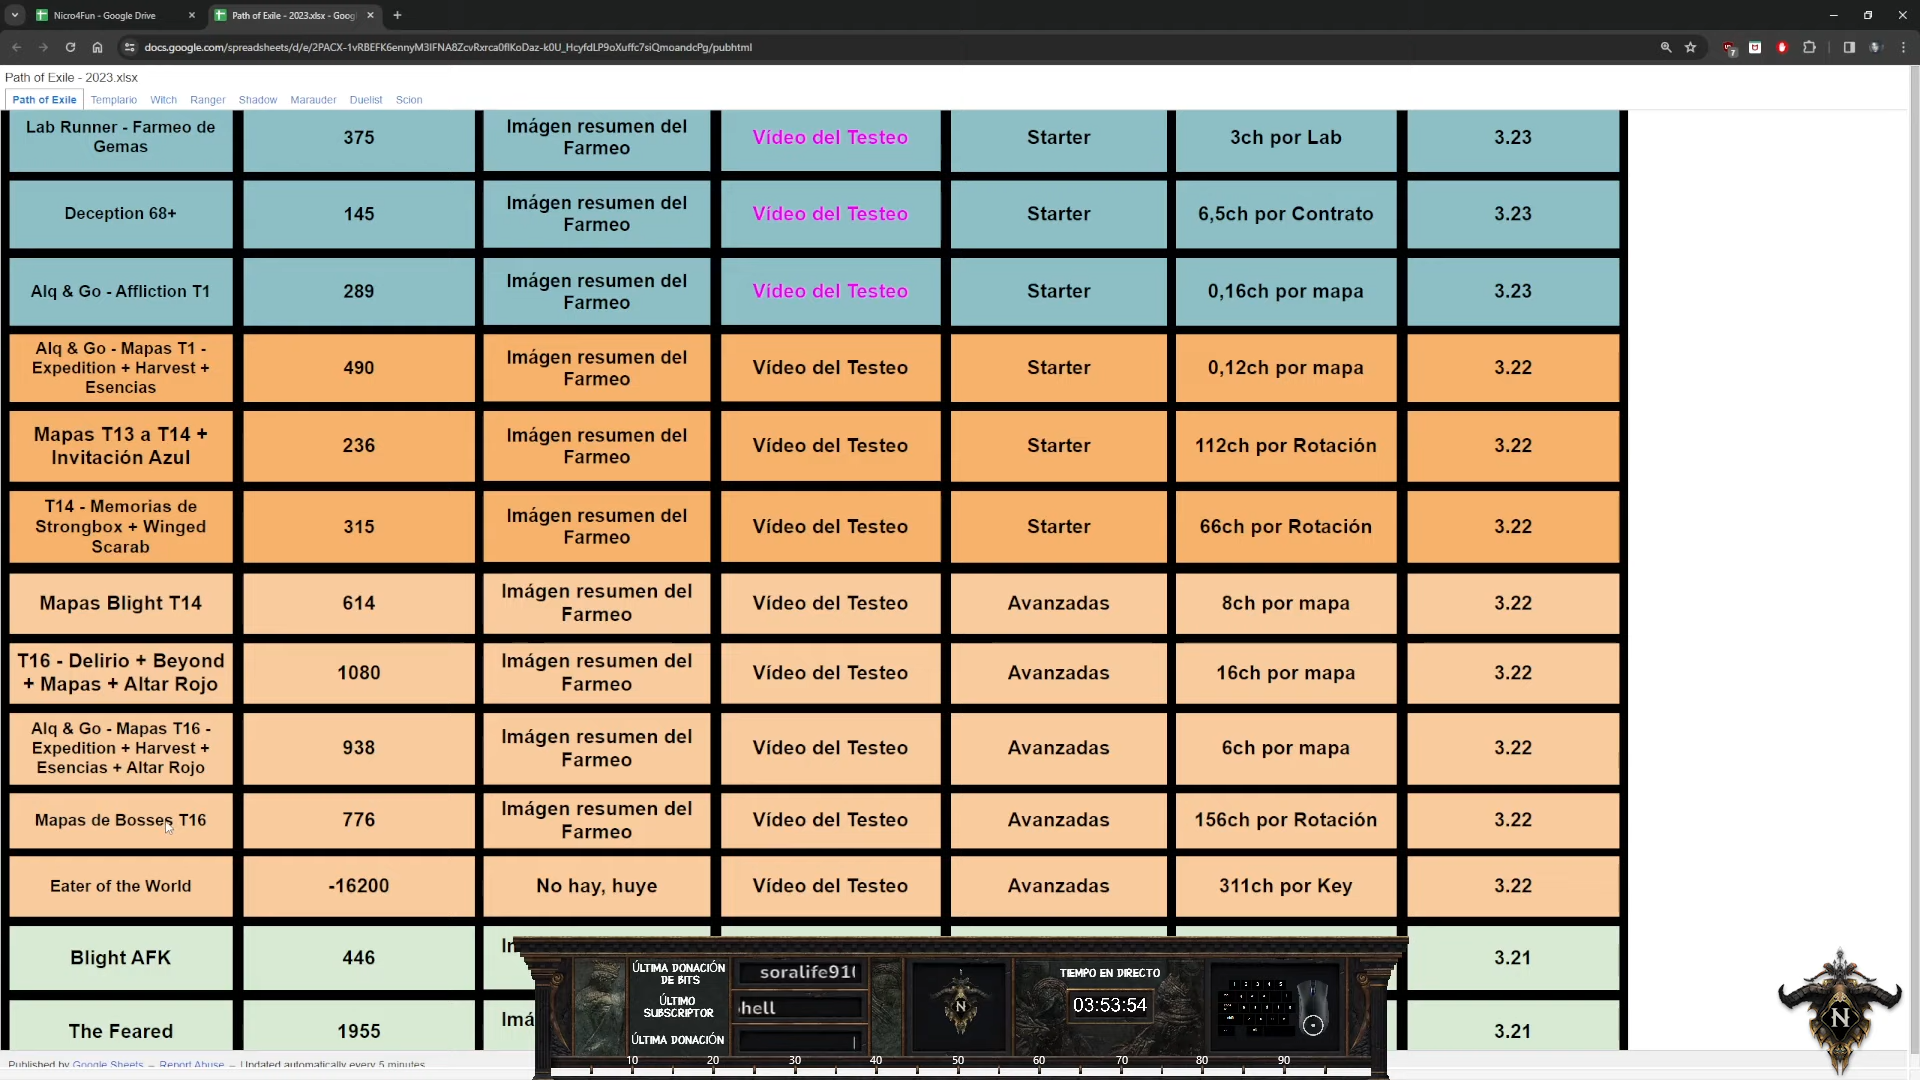 Nicro4Fun - Google Drive
Path of Exile - 2023.xlsx - Goog
docs.google.com/spreadsheets/d/e/2PACX-1vRBEFK6ennyM3IFNA8ZcvRxrca0flKoDaz-k0U_HcyfdLP9oXuffc7siQmoandcPg/pubhtml
7
Path of Exile - 2023.xlsx
Path of Exile Templario Witch Ranger Shadow Marauder Duelist Scion
Lab Runner - Farmeo de
Gemas
375
Imágen resumen del
Farmeo
Vídeo del Testeo
Starter
3ch por Lab
3.23
Deception 68+
145
Imágen resumen del
Farmeo
Vídeo del Testeo
Starter
6,5ch por Contrato
3.23
Alq & Go - Affliction T1
289
Imágen resumen del
Farmeo
Vídeo del Testeo
Starter
0,16ch por mapa
3.23
Alq & Go - Mapas T1 -
Expedition + Harvest +
Esencias
490
Imágen resumen del
Farmeo
Vídeo del Testeo
Starter
0,12ch por mapa
3.22
Mapas T13 a T14 +
Invitación Azul
236
Imágen resumen del
Farmeo
Vídeo del Testeo
Starter
112ch por Rotación
3.22
T14 - Memorias de
Strongbox + Winged
Scarab
315
Imágen resumen del
Farmeo
Vídeo del Testeo
Starter
66ch por Rotación
3.22
Mapas Blight T14
614
Imágen resumen del
Farmeo
Vídeo del Testeo
Avanzadas
8ch por mapa
3.22
T16 - Delirio + Beyond
+ Mapas + Altar Rojo
1080
Imágen resumen del
Farmeo
Vídeo del Testeo
Avanzadas
16ch por mapa
3.22
Alq & Go - Mapas T16 -
Expedition + Harvest +
Esencias + Altar Rojo
938
Imágen resumen del
Farmeo
Vídeo del Testeo
Avanzadas
6ch por mapa
3.22
Mapas de Bosses T16
776
Imágen resumen del
Farmeo
Vídeo del Testeo
Avanzadas
156ch por Rotación
3.22
Eater of the World
-16200
No hay, huye
Vídeo del Testeo
Avanzadas
311ch por Key
3.22
Blight AFK
446
3.21
The Feared
1955
Imá
3.21
ÚLTIMA DONACIÓN
DE BITS
soralife91
ÚLTIMO
SUBSCRIPTOR
hell
ÚLTIMA DONACIÓN
N
TIEMPO EN DIRECTO
03:53:54
10 20 30 40 50 60 70 80 90
N
Published by Google Sheets – Report Abuse – Updated automatically every 5 minutes